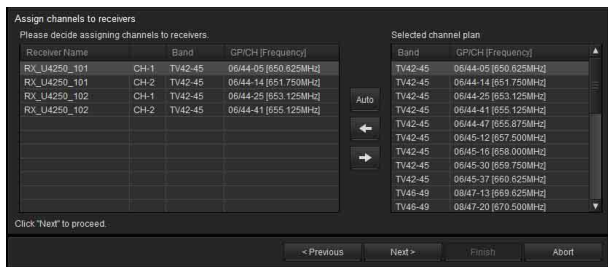 Assign channels to receivers
Please decide assigning channels to receivers.
Receiver Name Band GP/CH [Frequency]
RX_U4250_101 CH-1 TV42-45 06/44-05 [650.625MHz]
RX_U4250_101 CH-2 TV42-45 06/44-14 [651.750MHz]
RX_U4250_102 CH-1 TV42-45 06/44-25 [653.125MHz]
RX_U4250_102 CH-2 TV42-45 06/44-41 [655.125MHz]
Auto
Selected channel plan
Band GP/CH [Frequency]
TV42-45 06/44-05 [650.625MHz]
TV42-45 06/44-14 [651.750MHz]
TV42-45 06/44-25 [653.125MHz]
TV42-45 06/44-41 [655.125MHz]
TV42-45 06/44-47 [655.875MHz]
TV42-45 06/45-12 [657.500MHz]
TV42-45 06/45-16 [658.000MHz]
TV42-45 06/45-30 [659.750MHz]
TV42-45 06/45-37 [660.625MHz]
TV46-49 08/47-13 [669.625MHz]
TV46-49 08/47-20 [670.500MHz]
Click "Next" to proceed.
< Previous Next > Finish Abort